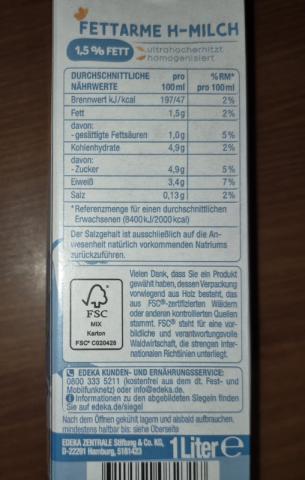 FETTARME H-MILCH
1,5 % FETT ultrahocherhitzt
homogenisiert
DURCHSCHNITTLICHE pro %RM*
NÄHRWERTE 100 ml pro 100 ml
Brennwert kJ/kcal 197/47 2%
Fett 1,5g 2%
davon:
- gesättigte Fettsäuren 1,0g 5%
Kohlenhydrate 4,9g 2%
davon:
- Zucker 4,9g 5%
Eiweiß 3,4g 7%
Salz 0,13g 2%
*Referenzmenge für einen durchschnittlichen
Erwachsenen (8400 kJ/2000 kcal)
Der Salzgehalt ist ausschließlich auf die An-
wesenheit natürlich vorkommenden Natriums
zurückzuführen.
Vielen Dank, dass Sie ein Produkt
gewählt haben, dessen Verpackung
vorwiegend aus Holz besteht, das
aus FSC®-zertifizierten Wäldern
oder anderen kontrollierten Quellen
stammt. FSC® steht für eine vor-
bildliche und verantwortungsvolle
Waldwirtschaft, die strengen inter-
nationalen Richtlinien unterliegt.
FSC
MIX
Karton
FSC® C020428
EDEKA KUNDEN- UND ERNÄHRUNGSSERVICE:
0800 333 5211 (kostenfrei aus dem dt. Fest- und
Mobilfunknetz) oder info@edeka.de.
Informationen zu den abgebildeten Siegeln finden
Sie auf edeka.de/siegel
Nach dem Öffnen gekühlt lagern und alsbald aufbrauchen,
mindestens haltbar bis: siehe Oberseite
EDEKA ZENTRALE Stiftung & Co. KG,
D-22291 Hamburg, 5181423
1 Liter e